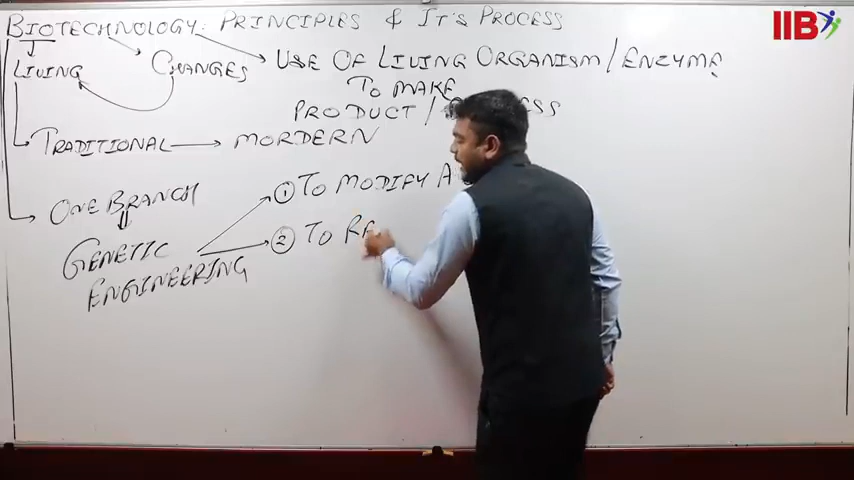 BIOTECHNOLOGY: PRINCIPLES & IT'S PROCESS
IIB
LIVING CHANGES USE OF LIVING ORGANISM/ENZYME
TO MAKE
PRODUCT/
TRADITIONAL MORDERN
ONE BRANCH
① TO MODIFY A
GENETIC
ENGINEERING
② TO RE